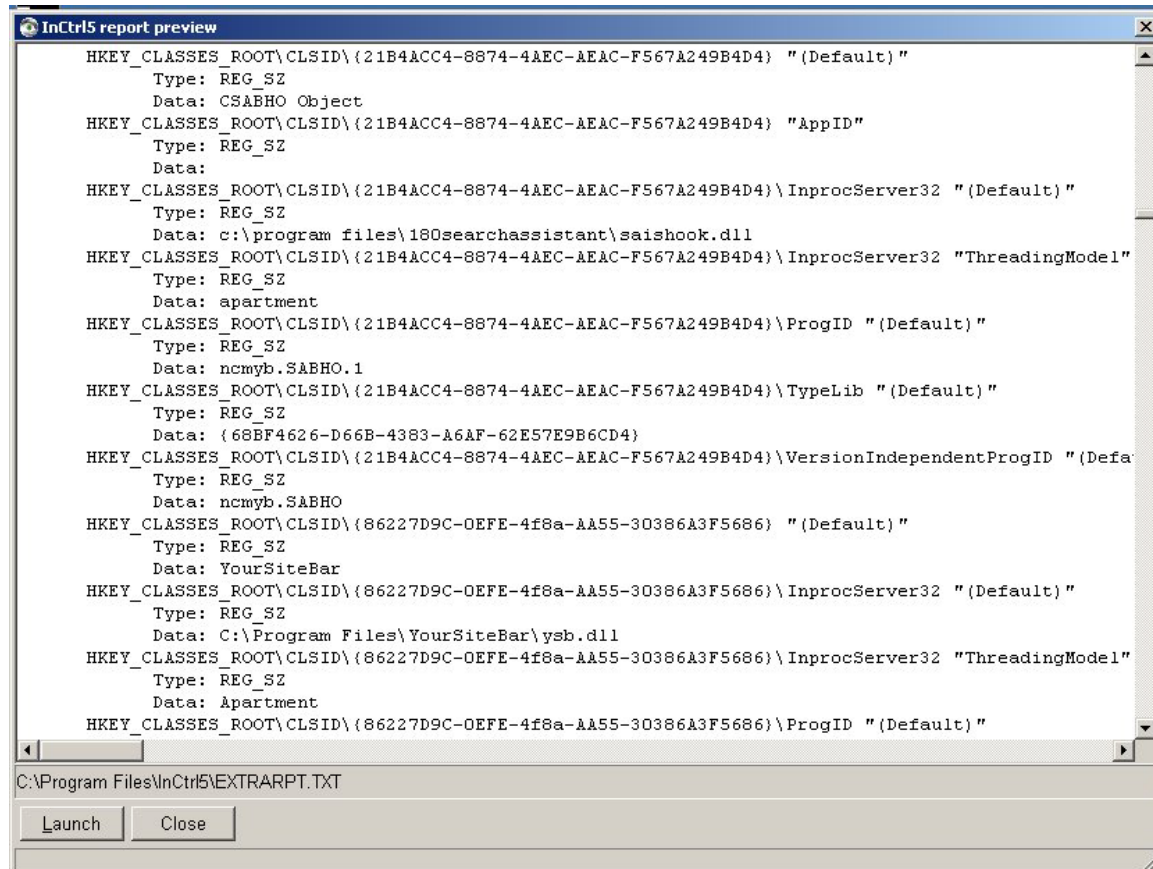 InCtrl5 report preview
HKEY_CLASSES_ROOT\CLSID\{21B4ACC4-8874-4AEC-AEAC-F567A249B4D4} "(Default)"
Type: REG_SZ
Data: CSABHO Object
HKEY_CLASSES_ROOT\CLSID\{21B4ACC4-8874-4AEC-AEAC-F567A249B4D4} "AppID"
Type: REG_SZ
Data:
HKEY_CLASSES_ROOT\CLSID\{21B4ACC4-8874-4AEC-AEAC-F567A249B4D4}\InprocServer32 "(Default)"
Type: REG_SZ
Data: c:\program files\180searchassistant\saishook.dll
HKEY_CLASSES_ROOT\CLSID\{21B4ACC4-8874-4AEC-AEAC-F567A249B4D4}\InprocServer32 "ThreadingModel"
Type: REG_SZ
Data: apartment
HKEY_CLASSES_ROOT\CLSID\{21B4ACC4-8874-4AEC-AEAC-F567A249B4D4}\ProgID "(Default)"
Type: REG_SZ
Data: ncmyb.SABHO.1
HKEY_CLASSES_ROOT\CLSID\{21B4ACC4-8874-4AEC-AEAC-F567A249B4D4}\TypeLib "(Default)"
Type: REG_SZ
Data: {68BF4626-D66B-4383-A6AF-62E57E9B6CD4}
HKEY_CLASSES_ROOT\CLSID\{21B4ACC4-8874-4AEC-AEAC-F567A249B4D4}\VersionIndependentProgID "(Defa
Type: REG_SZ
Data: ncmyb.SABHO
HKEY_CLASSES_ROOT\CLSID\{86227D9C-0EFE-4f8a-AA55-30386A3F5686} "(Default)"
Type: REG_SZ
Data: YourSiteBar
HKEY_CLASSES_ROOT\CLSID\{86227D9C-0EFE-4f8a-AA55-30386A3F5686}\InprocServer32 "(Default)"
Type: REG_SZ
Data: C:\Program Files\YourSiteBar\ysb.dll
HKEY_CLASSES_ROOT\CLSID\{86227D9C-0EFE-4f8a-AA55-30386A3F5686}\InprocServer32 "ThreadingModel"
Type: REG_SZ
Data: Apartment
HKEY_CLASSES_ROOT\CLSID\{86227D9C-0EFE-4f8a-AA55-30386A3F5686}\ProgID "(Default)"
C:\Program Files\InCtrl5\EXTRARPT.TXT
Launch Close